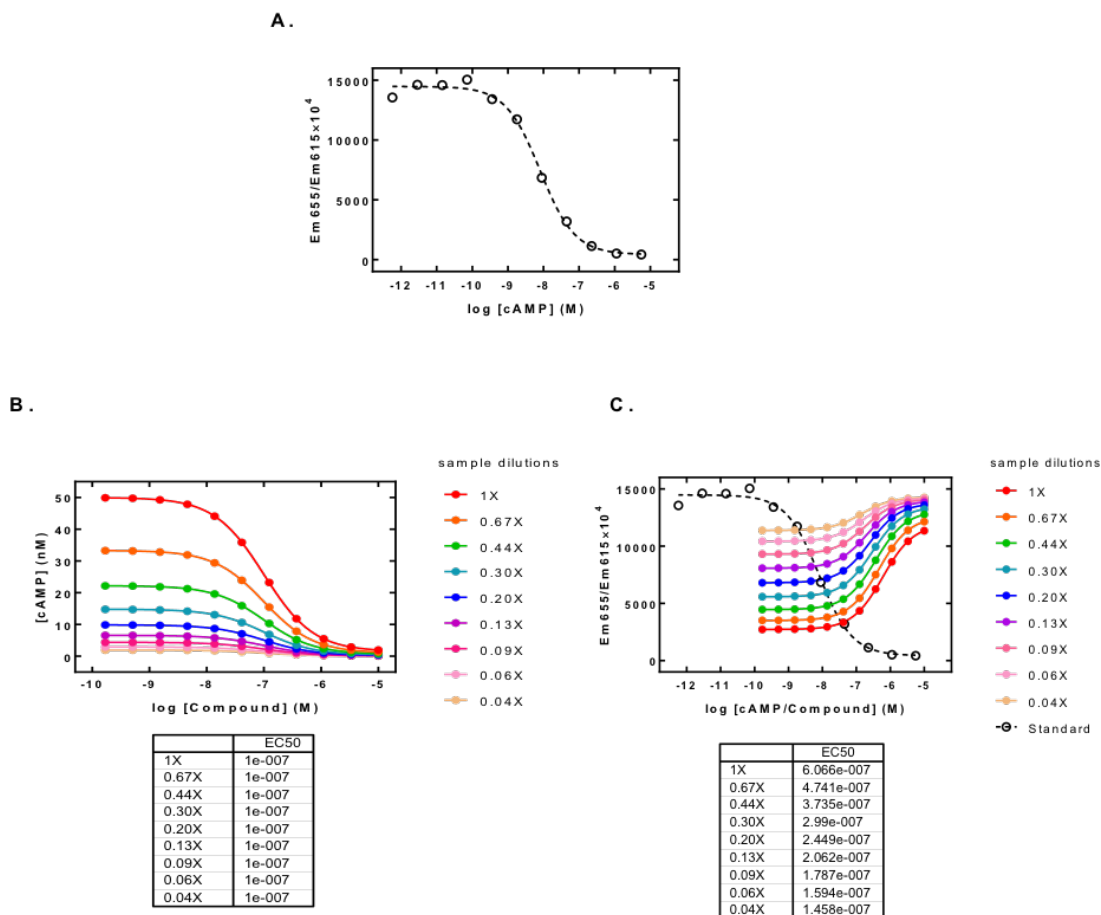 A .
15000
10000
5000
0
Em 655/Em615×10⁴
-12 -11 -10 -9 -8 -7 -6 -5
log [cAMP] (M)
B .
50
40
30
20
10
0
[cAMP] (nM)
-10 -9 -8 -7 -6 -5
log [Compound] (M)
sample dilutions
1X
0.67X
0.44X
0.30X
0.20X
0.13X
0.09X
0.06X
0.04X
EC50
1X 1e-007
0.67X 1e-007
0.44X 1e-007
0.30X 1e-007
0.20X 1e-007
0.13X 1e-007
0.09X 1e-007
0.06X 1e-007
0.04X 1e-007
C .
15000
10000
5000
0
Em655/Em615×10⁴
-12 -11 -10 -9 -8 -7 -6 -5
log [cAMP/Compound] (M)
sample dilutions
1X
0.67X
0.44X
0.30X
0.20X
0.13X
0.09X
0.06X
0.04X
Standard
EC50
1X 6.066e-007
0.67X 4.741e-007
0.44X 3.735e-007
0.30X 2.99e-007
0.20X 2.449e-007
0.13X 2.062e-007
0.09X 1.787e-007
0.06X 1.594e-007
0.04X 1.458e-007